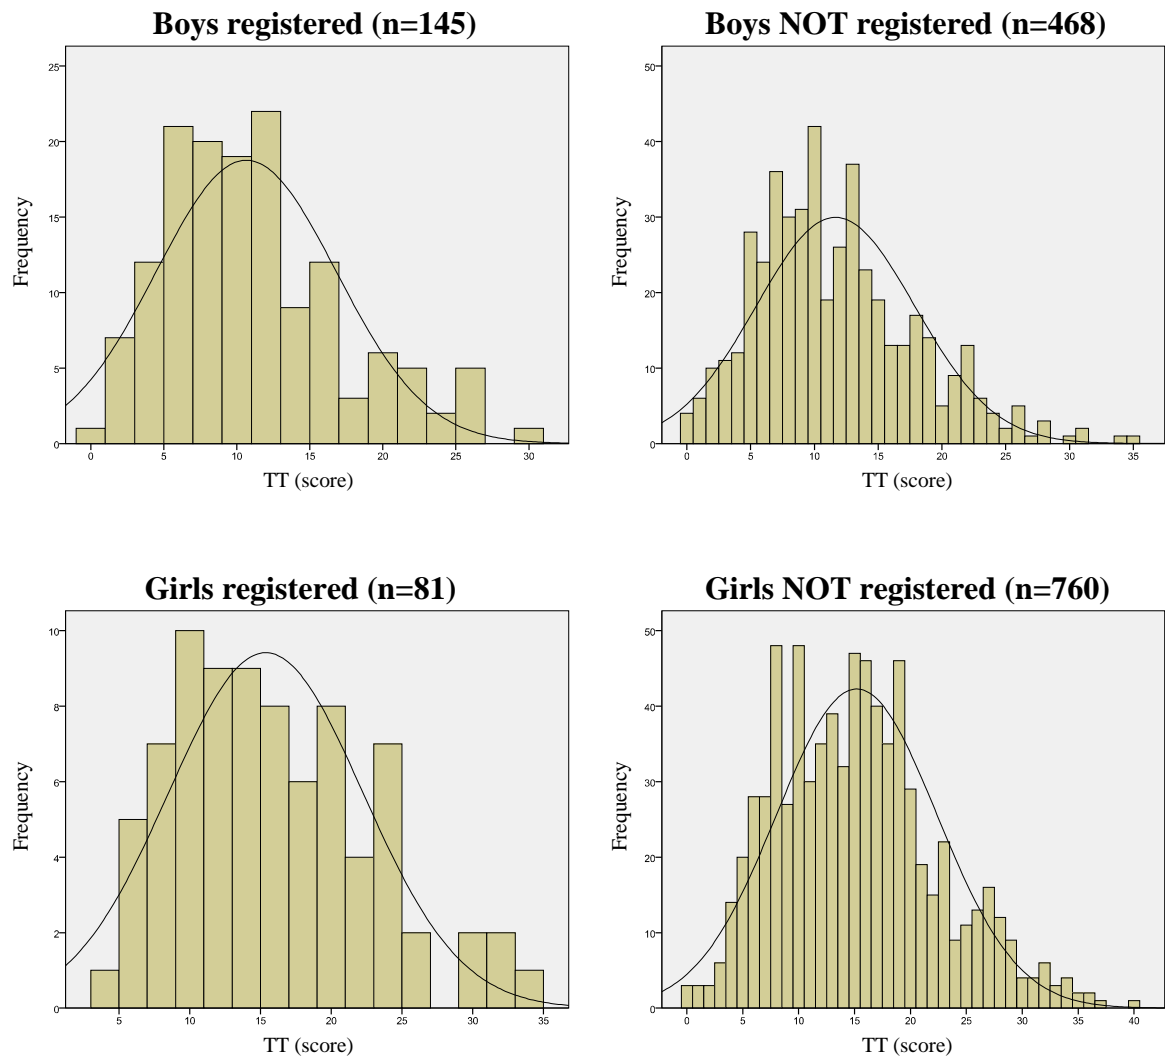 Boys registered (n=145)
25
20
15
10
5
0
Frequency
0 5 10 15 20 25 30
TT (score)
Boys NOT registered (n=468)
50
40
30
20
10
0
Frequency
0 5 10 15 20 25 30 35
TT (score)
Girls registered (n=81)
10
8
6
4
2
0
Frequency
5 10 15 20 25 30 35
TT (score)
Girls NOT registered (n=760)
50
40
30
20
10
0
Frequency
0 5 10 15 20 25 30 35 40
TT (score)